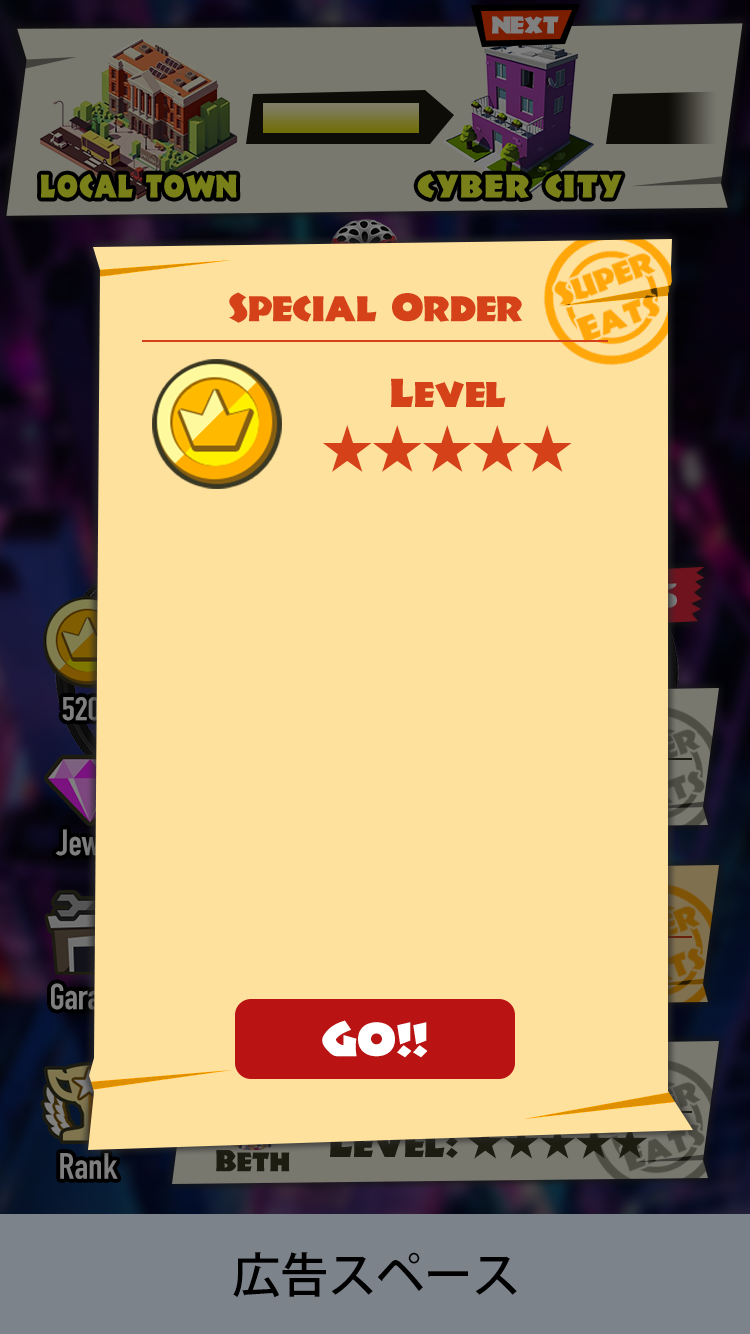 NEXT
LOCAL TOWN
CYBER CITY
SUPER
EATS
SPECIAL ORDER
LEVEL
★★★★★
520
Jew
Gara
Rank
GO!!
BETH
LEVEL: ★★★★★
EATS
広告スペース